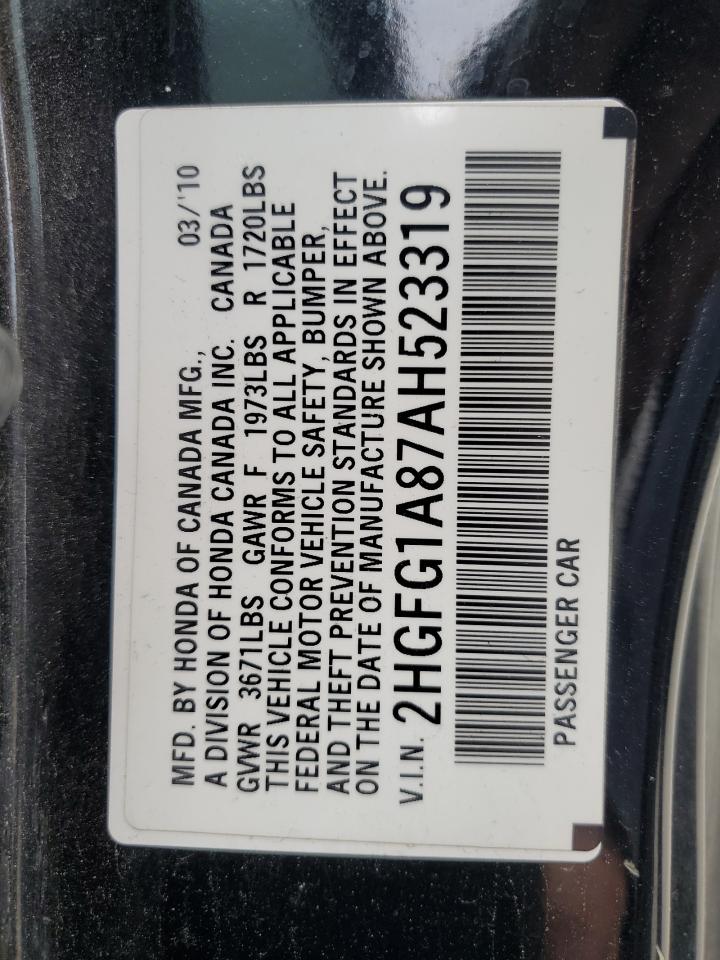 MFD. BY HONDA OF CANADA MFG., 03/'10
A DIVISION OF HONDA CANADA INC. CANADA
GVWR 3671LBS GAWR F 1973LBS R 1720LBS
THIS VEHICLE CONFORMS TO ALL APPLICABLE
FEDERAL MOTOR VEHICLE SAFETY, BUMPER,
AND THEFT PREVENTION STANDARDS IN EFFECT
ON THE DATE OF MANUFACTURE SHOWN ABOVE.
V.I.N. 2HGFG1A87AH523319
PASSENGER CAR